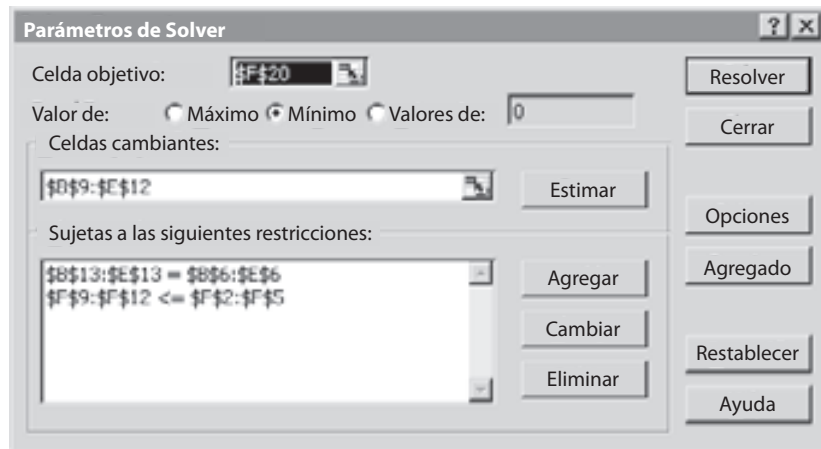 Parámetros de Solver
Celda objetivo: $F$20
Resolver
Valor de: Máximo Mínimo Valores de: 0
Cerrar
Celdas cambiantes:
$B$9:$E$12
Estimar
Opciones
Sujetas a las siguientes restricciones:
$B$13:$E$13 = $B$6:$E$6
$F$9:$F$12 <= $F$2:$F$5
Agregar
Agregado
Cambiar
Restablecer
Eliminar
Ayuda